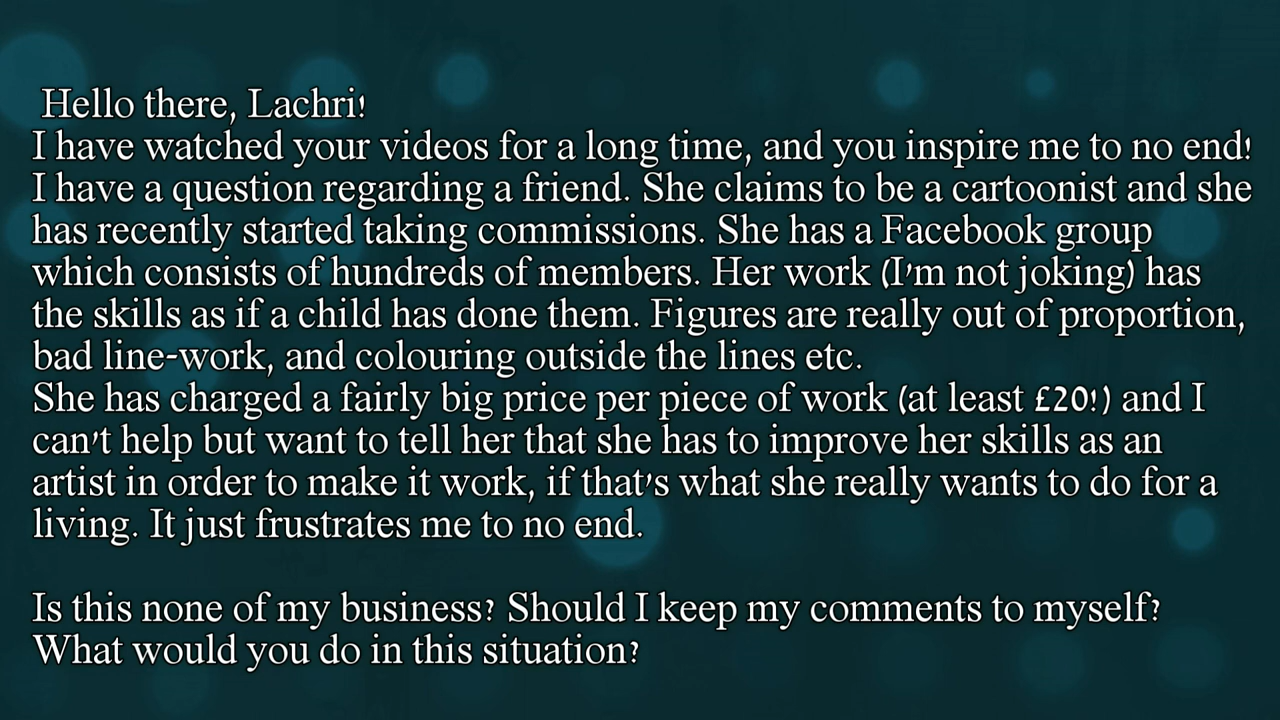 Hello there, Lachri!
I have watched your videos for a long time, and you inspire me to no end!
I have a question regarding a friend. She claims to be a cartoonist and she
has recently started taking commissions. She has a Facebook group
which consists of hundreds of members. Her work (I'm not joking) has
the skills as if a child has done them. Figures are really out of proportion,
bad line-work, and colouring outside the lines etc.
She has charged a fairly big price per piece of work (at least £20!) and I
can't help but want to tell her that she has to improve her skills as an
artist in order to make it work, if that's what she really wants to do for a
living. It just frustrates me to no end.
Is this none of my business? Should I keep my comments to myself?
What would you do in this situation?